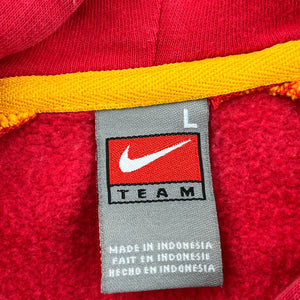 L
TEAM
MADE IN INDONESIA
FAIT EN INDONESIE
HECHO EN INDONESIA